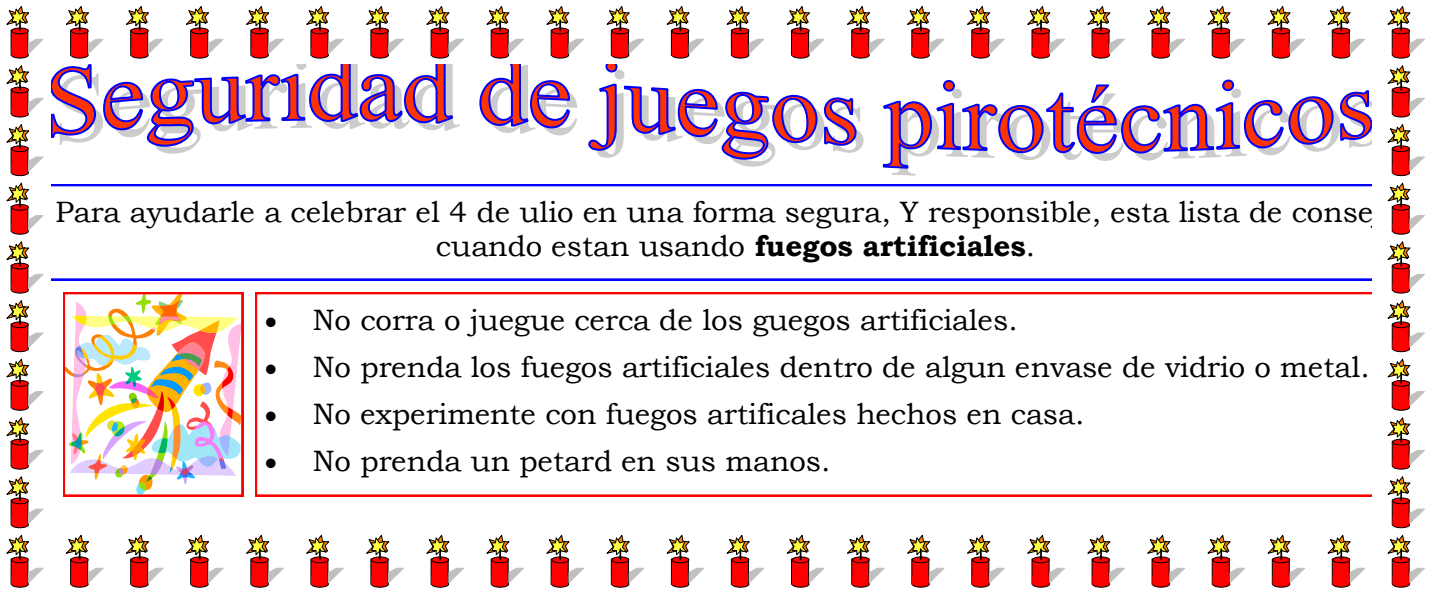 Seguridad de juegos pirotécnicos
Para ayudarle a celebrar el 4 de ulio en una forma segura, Y responsible, esta lista de
cuando estan usando fuegos artificiales.
• No corra o juegue cerca de los guegos artificiales.
• No prenda los fuegos artificiales dentro de algun envase de vidrio o metal.
• No experimente con fuegos artificales hechos en casa.
• No prenda un petard en sus manos.